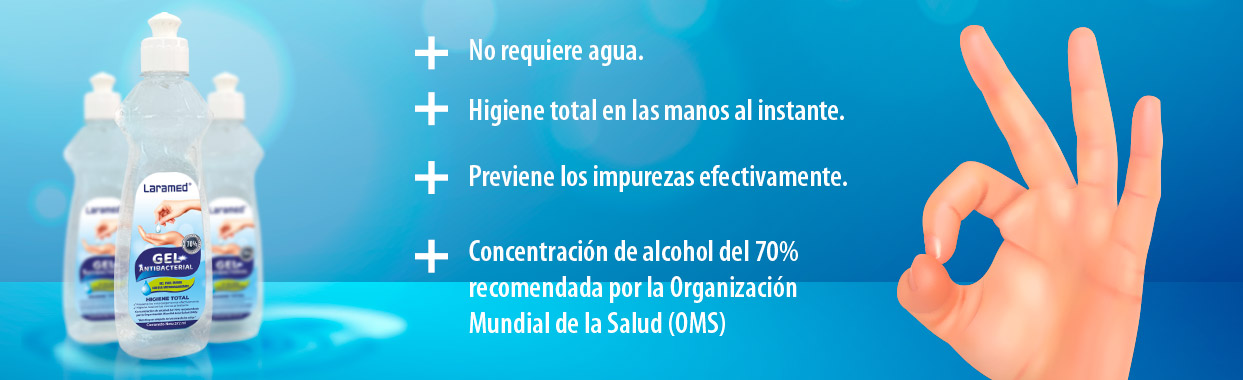 No requiere agua.
Higiene total en las manos al instante.
Previene los impurezas efectivamente.
Concentración de alcohol del 70%
recomendada por la Organización
Mundial de la Salud (OMS)
Laramed®
70%
GEL
ANTIBACTERIAL
HIGIENE TOTAL
Laramed
GEL